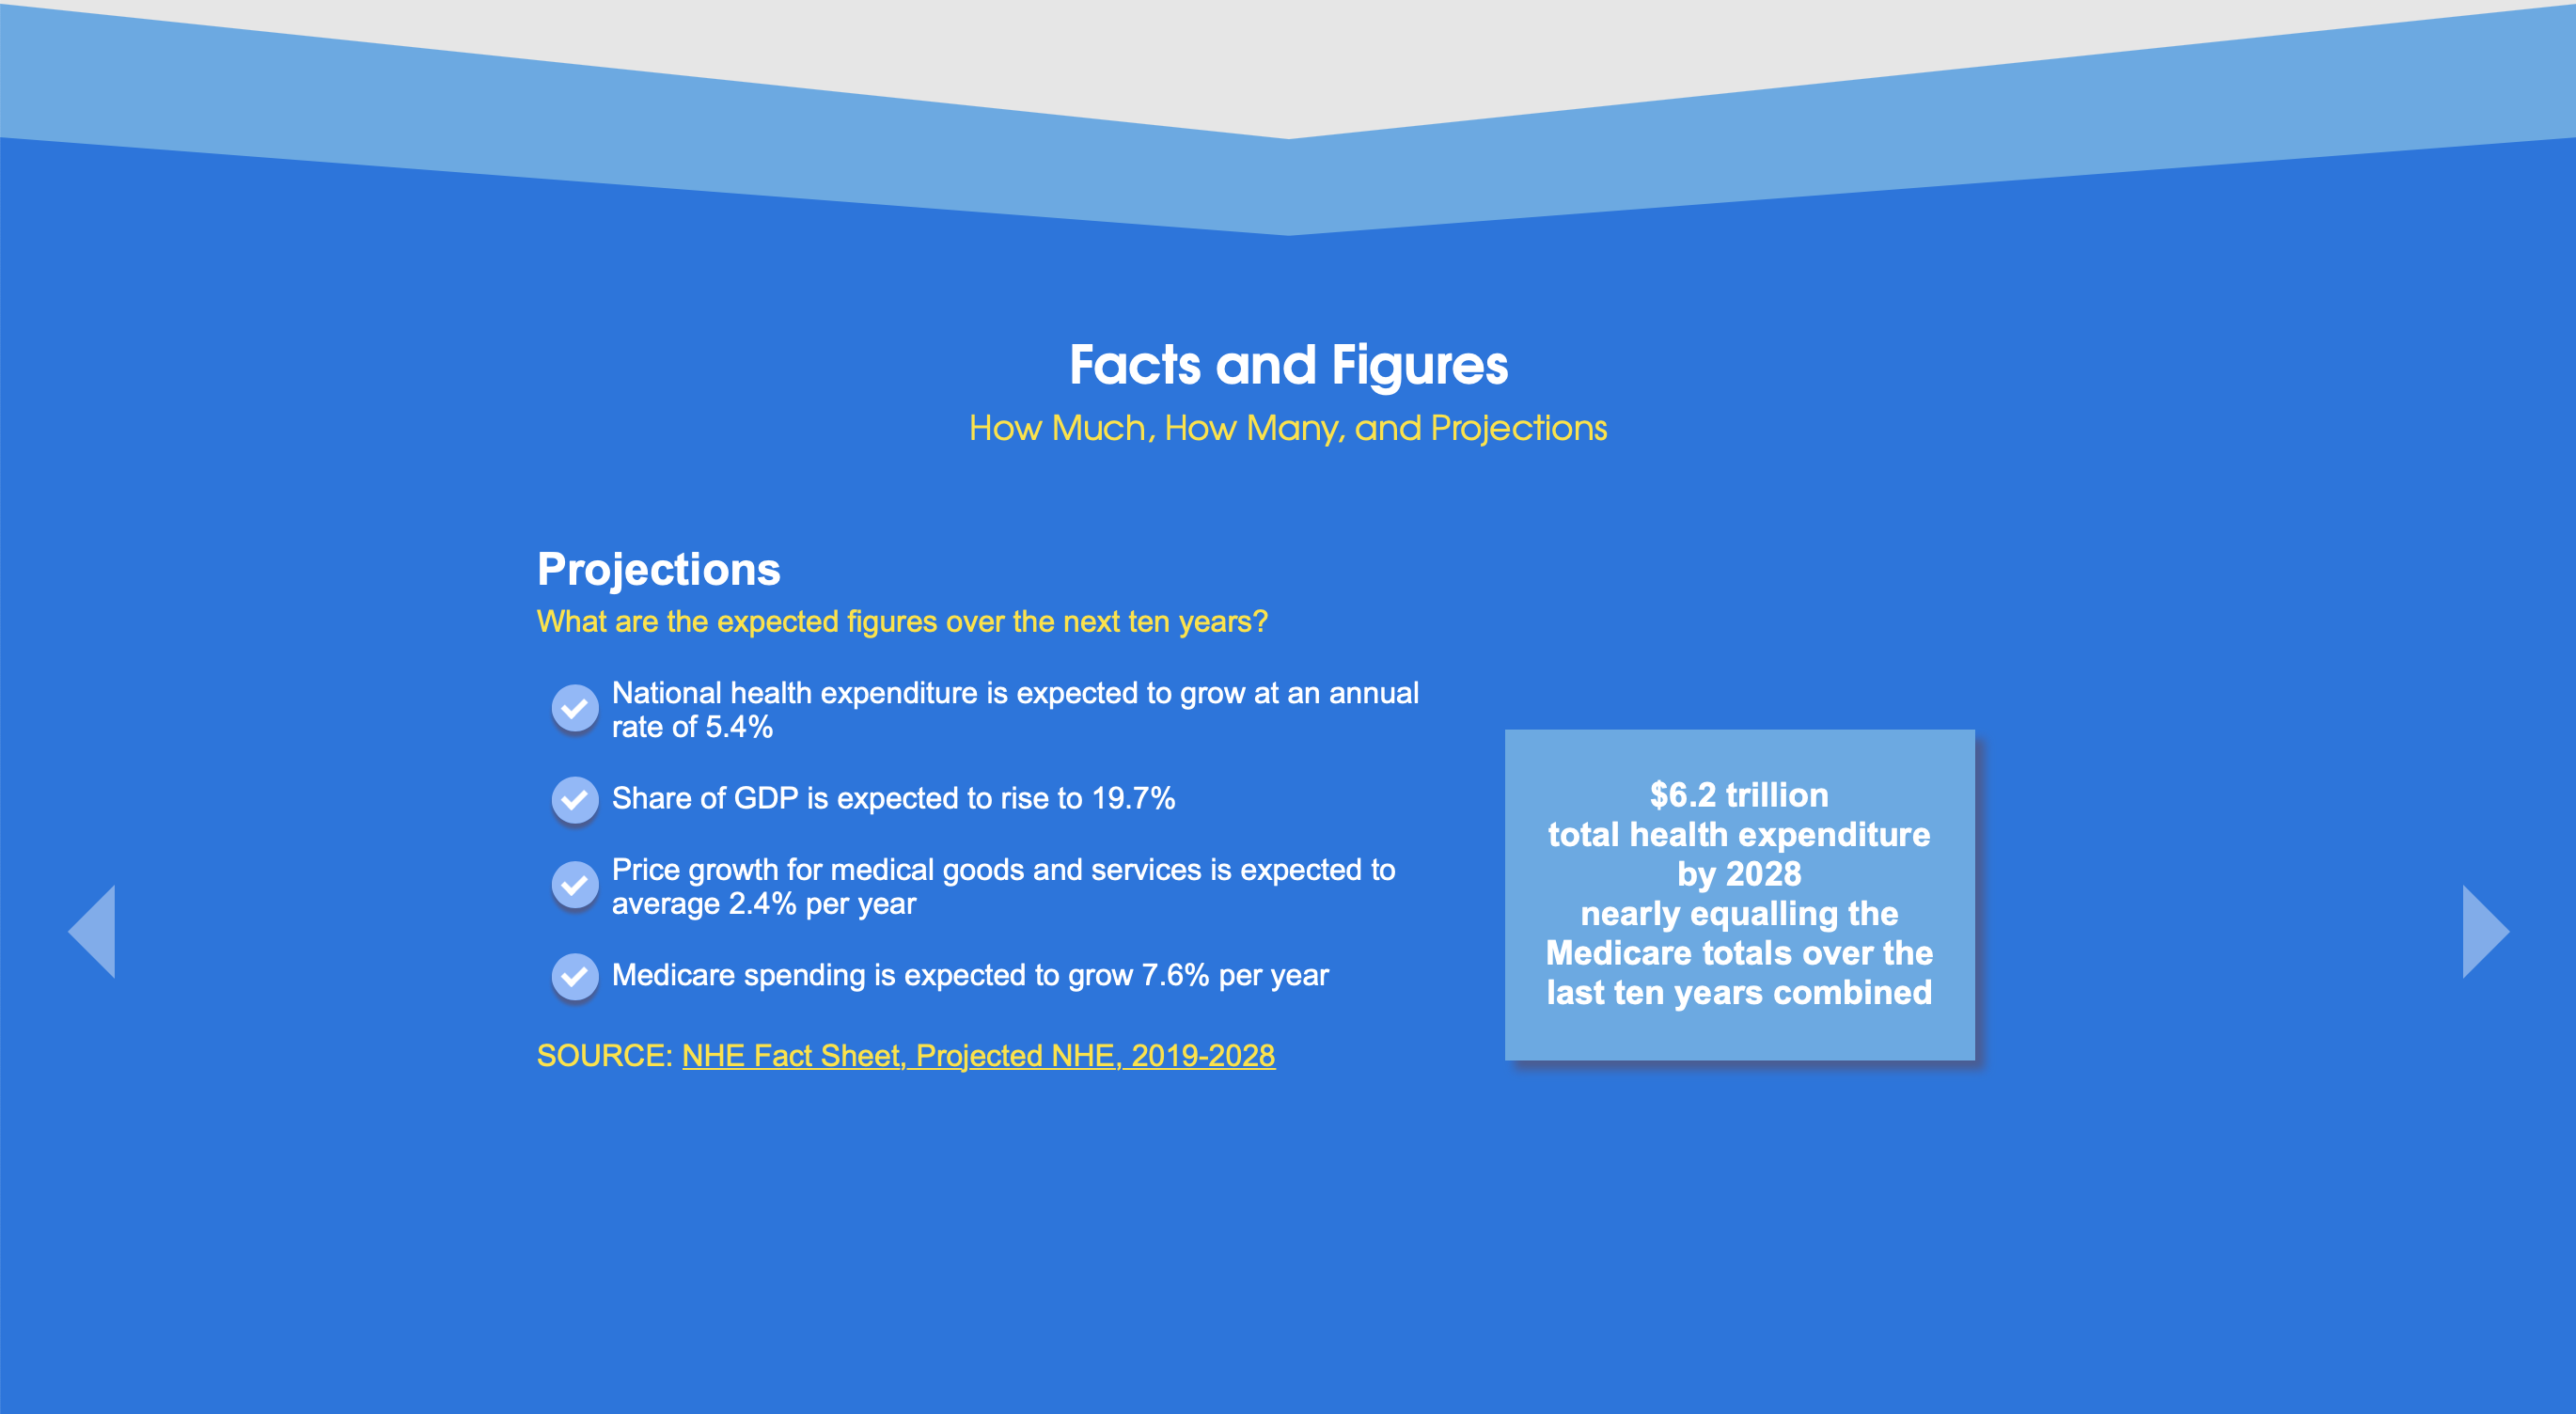 Facts and Figures
How Much, How Many, and Projections
Projections
What are the expected figures over the next ten years?
National health expenditure is expected to grow at an annual
rate of 5.4%
Share of GDP is expected to rise to 19.7%
Price growth for medical goods and services is expected to
average 2.4% per year
Medicare spending is expected to grow 7.6% per year
SOURCE: NHE Fact Sheet, Projected NHE, 2019-2028
$6.2 trillion
total health expenditure
by 2028
nearly equalling the
Medicare totals over the
last ten years combined